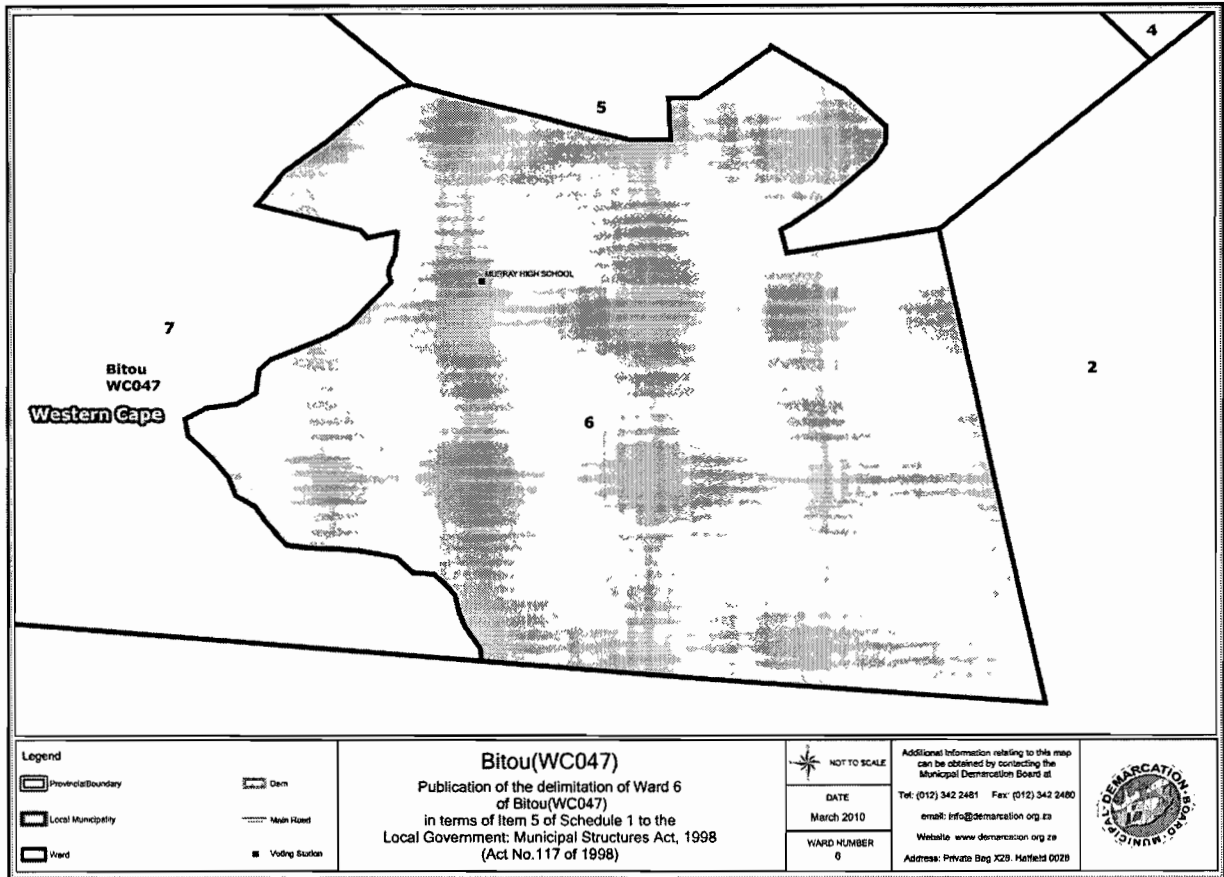 4
5
MURRAY HIGH SCHOOL
7
Bitou
WC047
Western Cape
2
6
Legend
Provincial Boundary
Dam
Local Municipality
Main Road
Ward
Voting Station
Bitou(WC047)
Publication of the delimitation of Ward 6
of Bitou(WC047)
in terms of Item 5 of Schedule 1 to the
Local Government: Municipal Structures Act, 1998
(Act No.117 of 1998)
NOT TO SCALE
DATE
March 2010
WARD NUMBER
6
Additional Information relating to this map
can be obtained by contacting the
Municipal Demarcation Board at
Tel: (012) 342 2481 Fax: (012) 342 2480
email: info@demarcation.org.za
Website www.demarcation.org.za
Address: Private Bag X28. Hatfield 0028
MUNICIPAL DEMARCATION BOARD